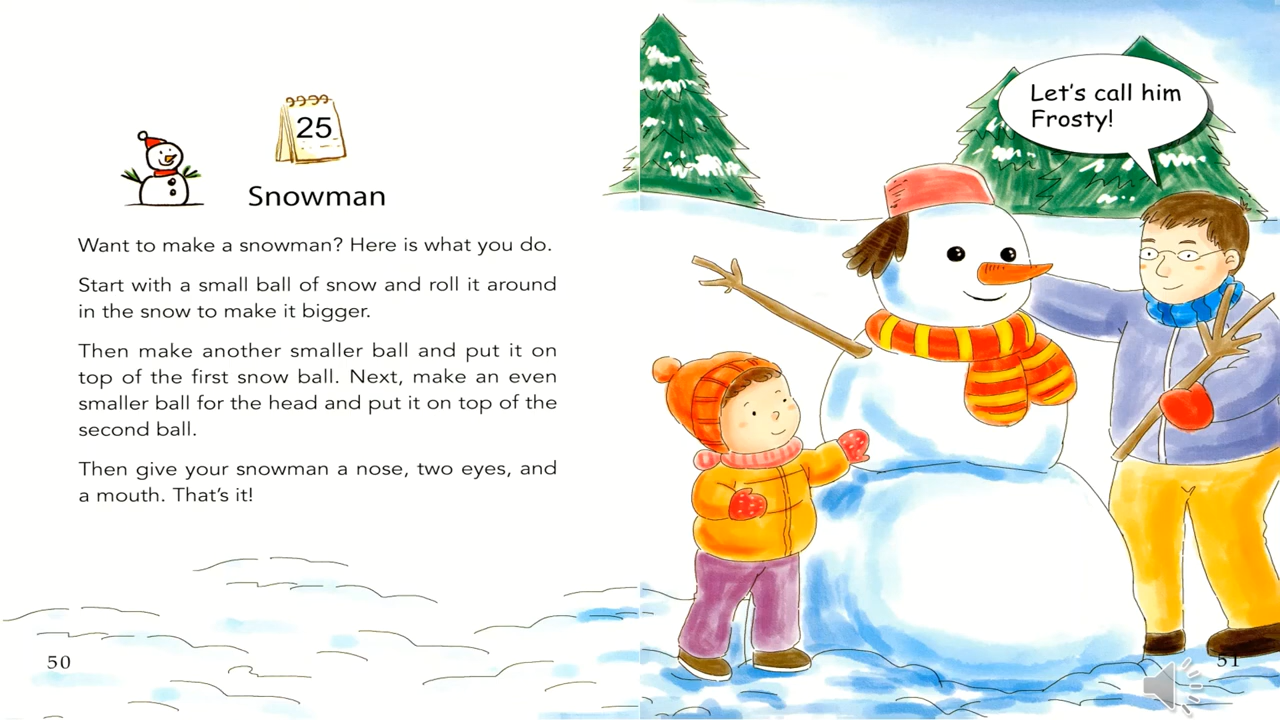 25
Snowman
Want to make a snowman? Here is what you do.
Start with a small ball of snow and roll it around
in the snow to make it bigger.
Then make another smaller ball and put it on
top of the first snow ball. Next, make an even
smaller ball for the head and put it on top of the
second ball.
Then give your snowman a nose, two eyes, and
a mouth. That's it!
50
Let's call him
Frosty!
51